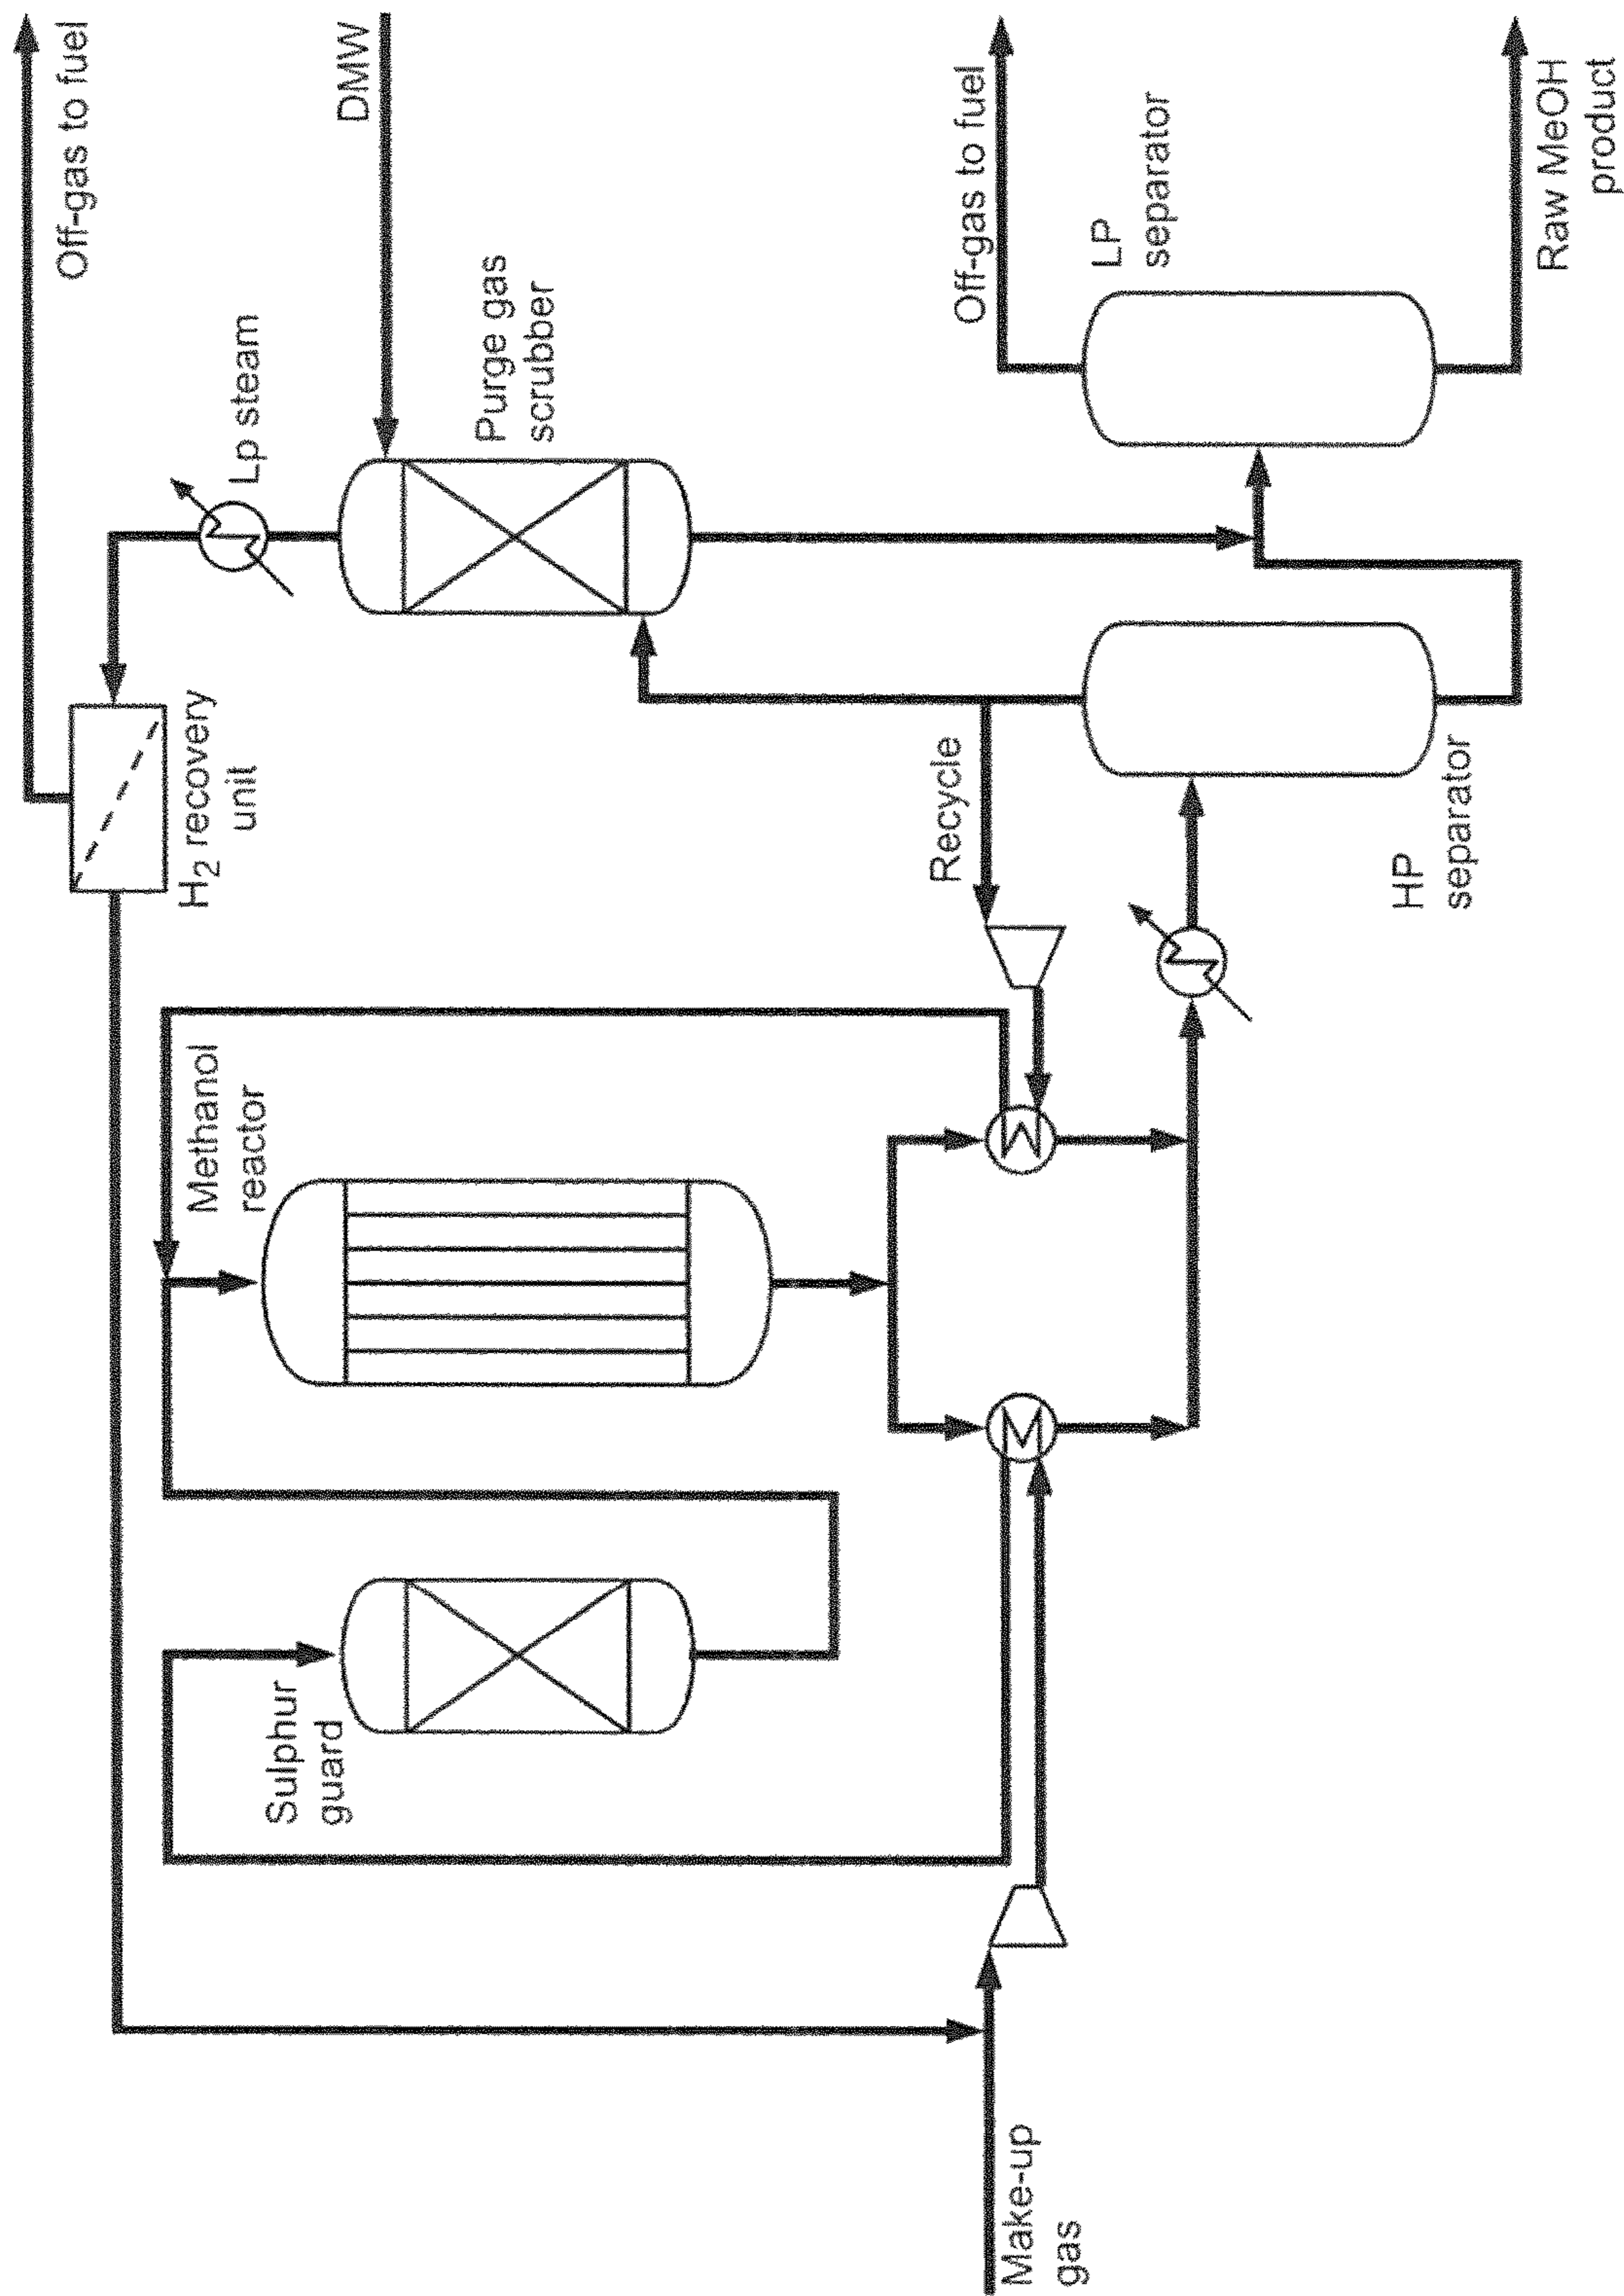 Off-gas to fuel
DMW
Lp steam
H2 recovery
unit
Purge gas
scrubber
Methanol
reactor
Sulphur
guard
Off-gas to fuel
Recycle
LP
separator
Make-up
gas
HP
separator
Raw MeOH
product